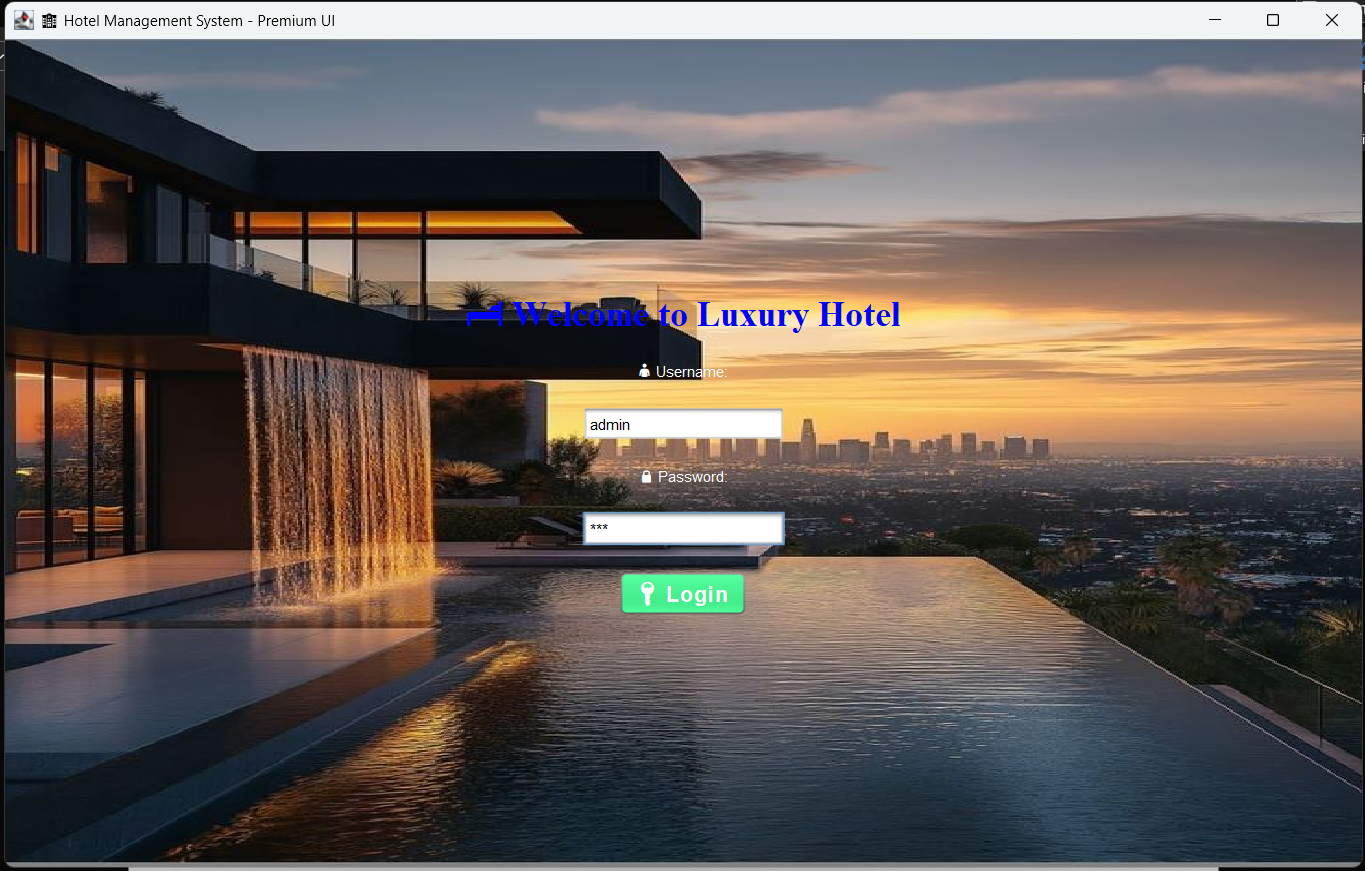 Hotel Management System - Premium UI
Welcome to Luxury Hotel
Username:
admin
Password:
***
Login